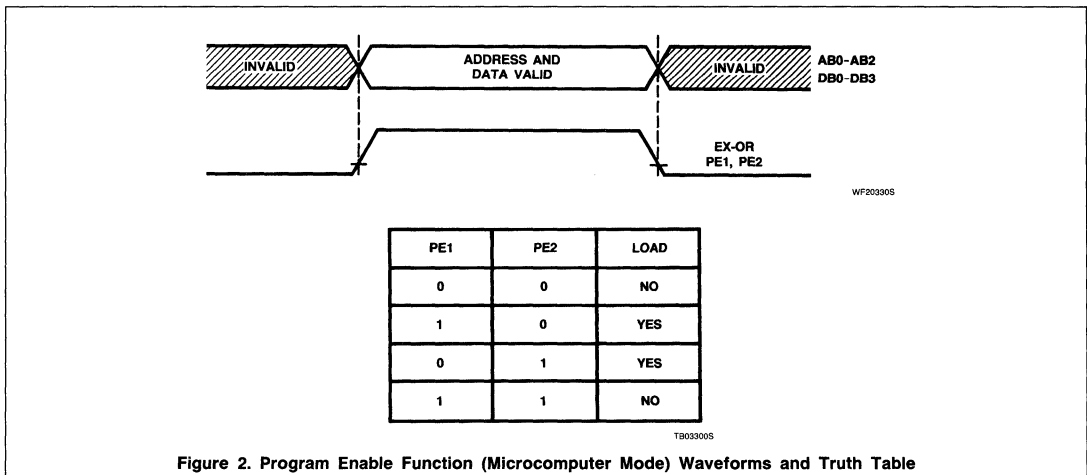 INVALID
ADDRESS AND
DATA VALID
INVALID
AB0-AB2
DB0-DB3
EX-OR
PE1, PE2
WF20330S
PE1 PE2 LOAD
0 0 NO
1 0 YES
0 1 YES
1 1 NO
TB03300S
Figure 2. Program Enable Function (Microcomputer Mode) Waveforms and Truth Table